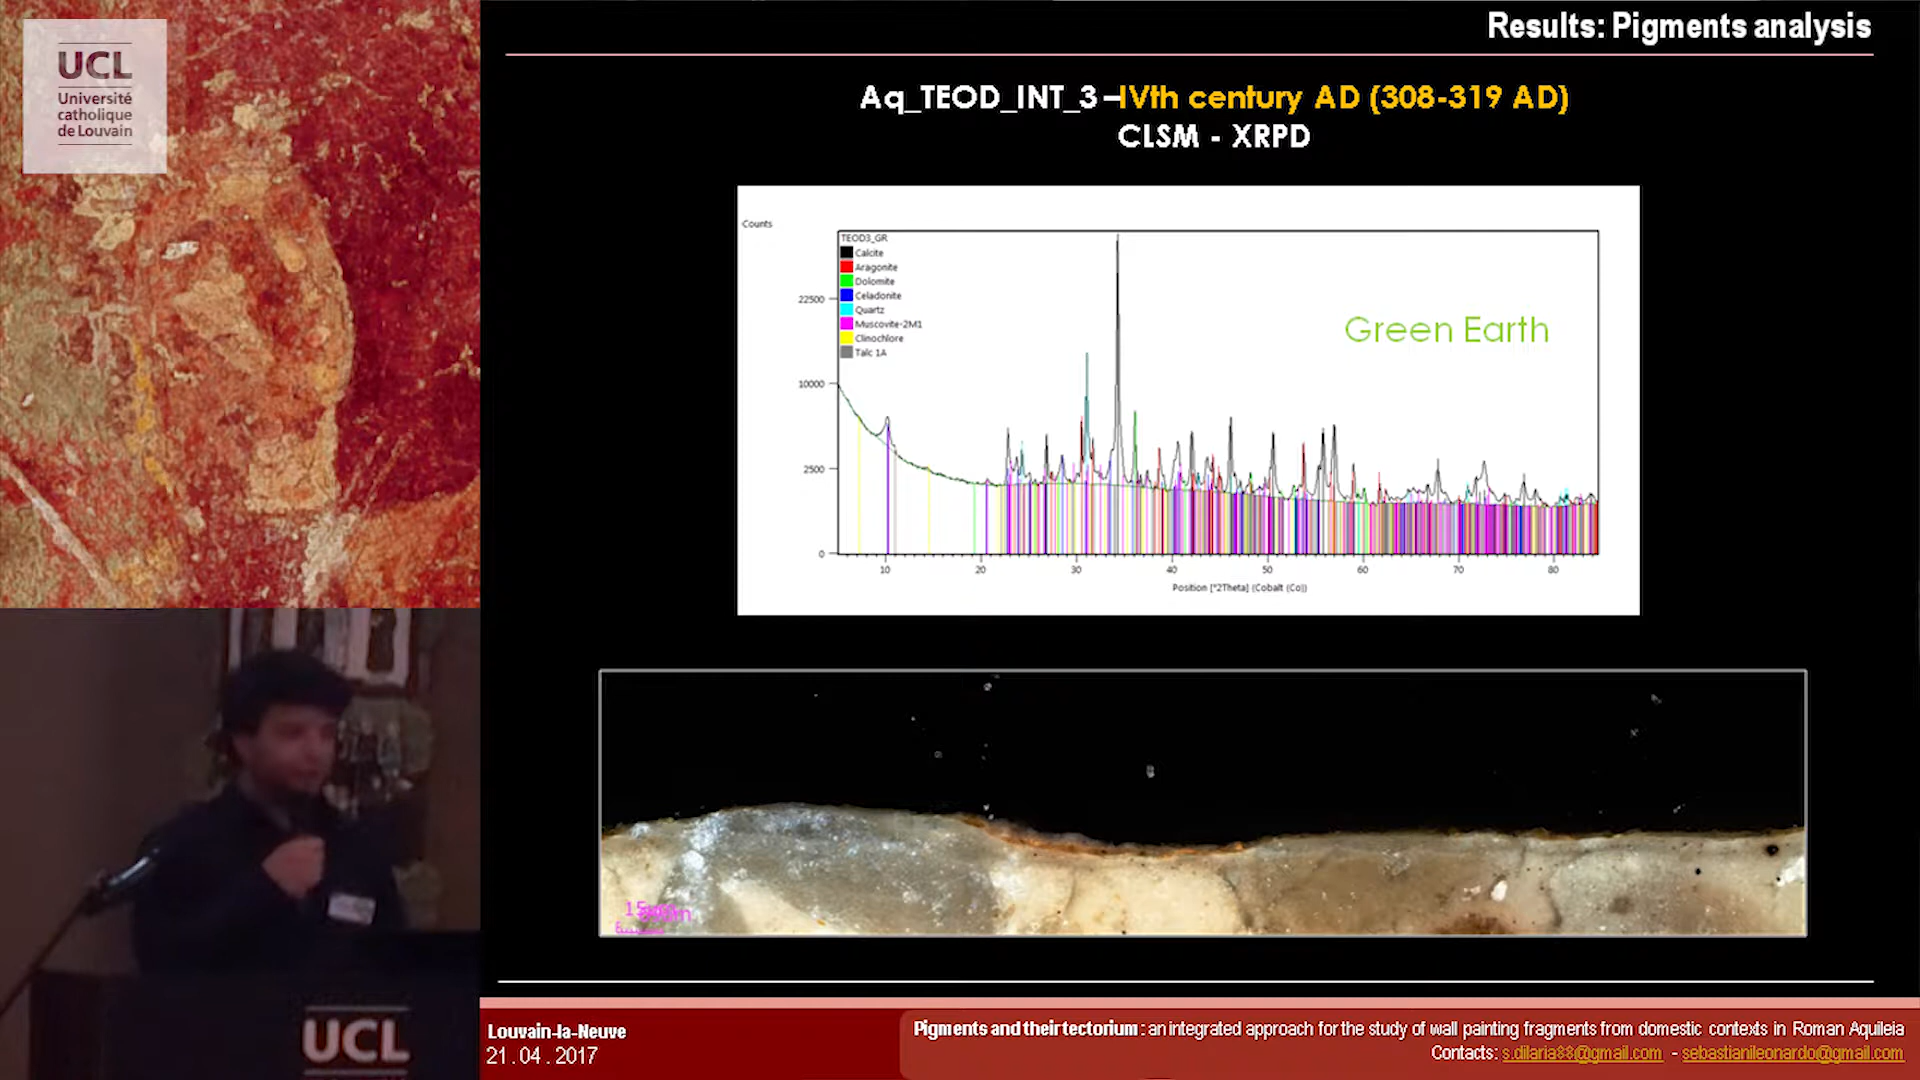 UCL
Université
catholique
de Louvain
Results: Pigments analysis
Aq_TEOD_INT_3 – IVth century AD (308-319 AD)
CLSM - XRPD
Counts
TEOD3_GR
Calcite
Aragonite
Dolomite
Celadonite
Quartz
Muscovite-2M1
Clinochlore
Talc 1A
Green Earth
22500
10000
2500
0
10 20 30 40 50 60 70 80
Position [°2Theta] (Cobalt (Co))
UCL
Louvain-la-Neuve
21.04.2017
Pigments and their tectorium: an integrated approach for the study of wall painting fragments from domestic contexts in Roman Aquileia
Contacts: s.dilaria88@gmail.com - sebastianileonardo@gmail.com